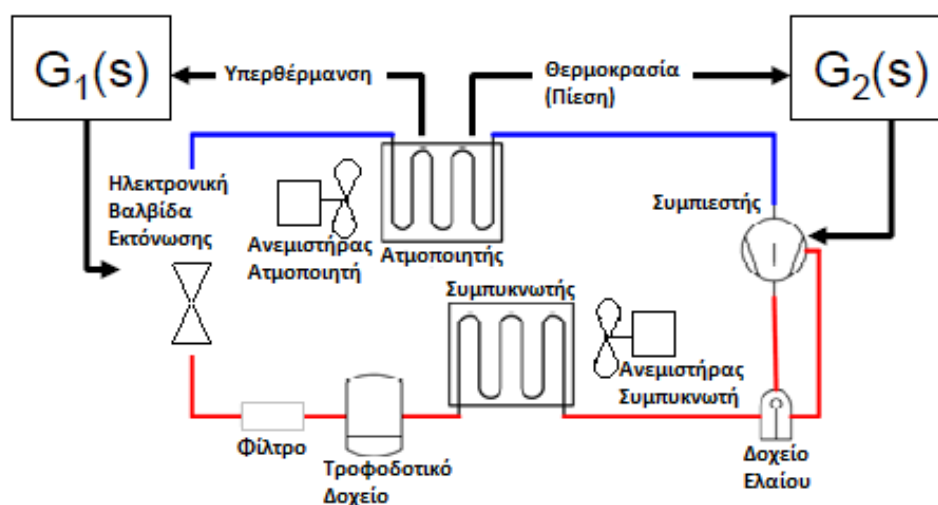 G₁(s)
Υπερθέρμανση
Θερμοκρασία
(Πίεση)
G₂(s)
Ηλεκτρονική
Βαλβίδα
Εκτόνωσης
Ανεμιστήρας
Ατμοποιητή
Ατμοποιητής
Συμπιεστής
Συμπυκνωτής
Ανεμιστήρας
Συμπυκνωτή
Φίλτρο
Τροφοδοτικό
Δοχείο
Δοχείο
Ελαίου